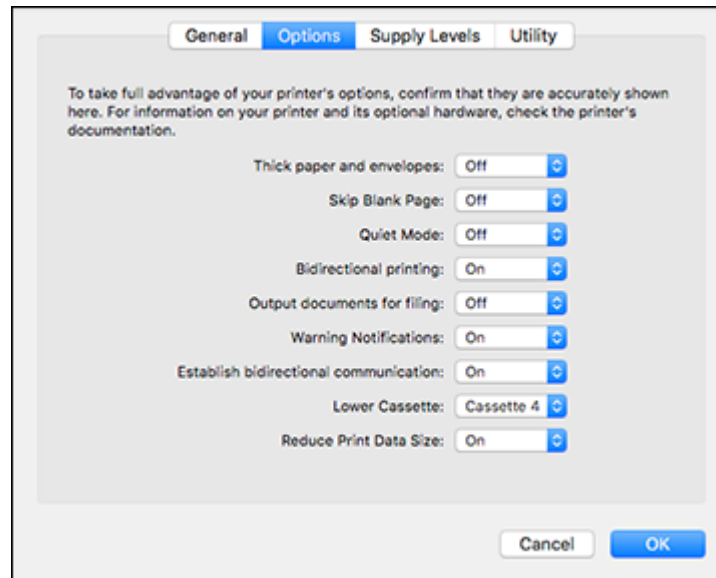 General Options Supply Levels Utility
To take full advantage of your printer's options, confirm that they are accurately shown
here. For information on your printer and its optional hardware, check the printer's
documentation.
Thick paper and envelopes: Off
Skip Blank Page: Off
Quiet Mode: Off
Bidirectional printing: On
Output documents for filing: Off
Warning Notifications: On
Establish bidirectional communication: On
Lower Cassette: Cassette 4
Reduce Print Data Size: On
Cancel OK